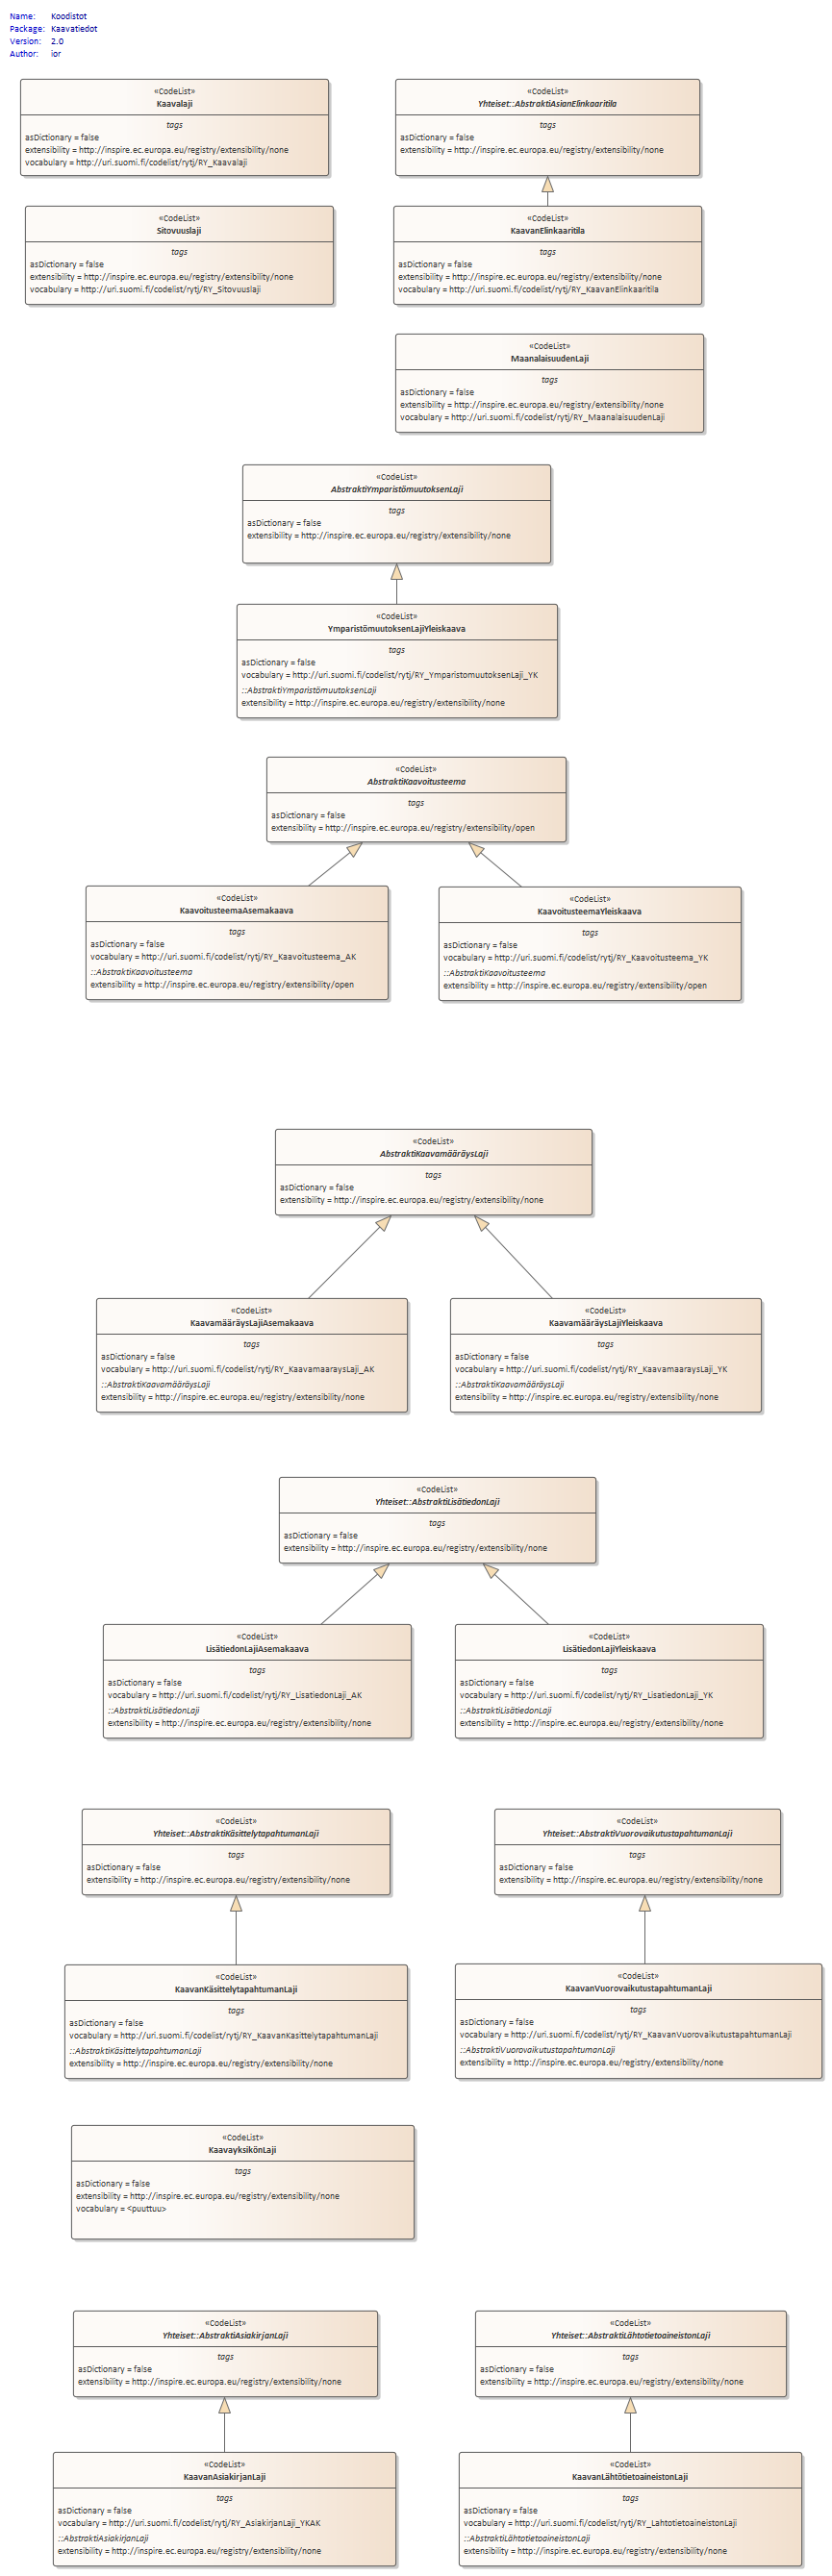 Name: Koodistot
Package: Kaavatiedot
Version: 2.0
Author: ior
«CodeList»
Kaavalaji
tags
asDictionary = false
extensibility = http://inspire.ec.europa.eu/registry/extensibility/none
vocabulary = http://uri.suomi.fi/codelist/rytj/RY_Kaavalaji
«CodeList»
Yhteiset::AbstraktiAsianElinkaaritila
tags
asDictionary = false
extensibility = http://inspire.ec.europa.eu/registry/extensibility/none
«CodeList»
Sitovuuslaji
tags
asDictionary = false
extensibility = http://inspire.ec.europa.eu/registry/extensibility/none
vocabulary = http://uri.suomi.fi/codelist/rytj/RY_Sitovuuslaji
«CodeList»
KaavanElinkaaritila
tags
asDictionary = false
extensibility = http://inspire.ec.europa.eu/registry/extensibility/none
vocabulary = http://uri.suomi.fi/codelist/rytj/RY_KaavanElinkaaritila
«CodeList»
MaanalaisuudenLaji
tags
asDictionary = false
extensibility = http://inspire.ec.europa.eu/registry/extensibility/none
vocabulary = http://uri.suomi.fi/codelist/rytj/RY_MaanalaisuudenLaji
«CodeList»
AbstraktiYmparistömuutoksenLaji
tags
asDictionary = false
extensibility = http://inspire.ec.europa.eu/registry/extensibility/none
«CodeList»
YmparistömuutoksenLajiYleiskaava
tags
asDictionary = false
vocabulary = http://uri.suomi.fi/codelist/rytj/RY_YmparistomuutoksenLaji_YK
::AbstraktiYmparistömuutoksenLaji
extensibility = http://inspire.ec.europa.eu/registry/extensibility/none
«CodeList»
AbstraktiKaavoitusteema
tags
asDictionary = false
extensibility = http://inspire.ec.europa.eu/registry/extensibility/open
«CodeList»
KaavoitusteemaAsemakaava
tags
asDictionary = false
vocabulary = http://uri.suomi.fi/codelist/rytj/RY_Kaavoitusteema_AK
::AbstraktiKaavoitusteema
extensibility = http://inspire.ec.europa.eu/registry/extensibility/open
«CodeList»
KaavoitusteemaYleiskaava
tags
asDictionary = false
vocabulary = http://uri.suomi.fi/codelist/rytj/RY_Kaavoitusteema_YK
::AbstraktiKaavoitusteema
extensibility = http://inspire.ec.europa.eu/registry/extensibility/open
«CodeList»
AbstraktiKaavamääräysLaji
tags
asDictionary = false
extensibility = http://inspire.ec.europa.eu/registry/extensibility/none
«CodeList»
KaavamääräysLajiAsemakaava
tags
asDictionary = false
vocabulary = http://uri.suomi.fi/codelist/rytj/RY_KaavamaaraysLaji_AK
::AbstraktiKaavamääräysLaji
extensibility = http://inspire.ec.europa.eu/registry/extensibility/none
«CodeList»
KaavamääräysLajiYleiskaava
tags
asDictionary = false
vocabulary = http://uri.suomi.fi/codelist/rytj/RY_KaavamaaraysLaji_YK
::AbstraktiKaavamääräysLaji
extensibility = http://inspire.ec.europa.eu/registry/extensibility/none
«CodeList»
Yhteiset::AbstraktiLisätiedonLaji
tags
asDictionary = false
extensibility = http://inspire.ec.europa.eu/registry/extensibility/none
«CodeList»
LisätiedonLajiAsemakaava
tags
asDictionary = false
vocabulary = http://uri.suomi.fi/codelist/rytj/RY_LisatiedonLaji_AK
::AbstraktiLisätiedonLaji
extensibility = http://inspire.ec.europa.eu/registry/extensibility/none
«CodeList»
LisätiedonLajiYleiskaava
tags
asDictionary = false
vocabulary = http://uri.suomi.fi/codelist/rytj/RY_LisatiedonLaji_YK
::AbstraktiLisätiedonLaji
extensibility = http://inspire.ec.europa.eu/registry/extensibility/none
«CodeList»
Yhteiset::AbstraktiKäsittelytapahtumanLaji
tags
asDictionary = false
extensibility = http://inspire.ec.europa.eu/registry/extensibility/none
«CodeList»
Yhteiset::AbstraktiVuorovaikutustapahtumanLaji
tags
asDictionary = false
extensibility = http://inspire.ec.europa.eu/registry/extensibility/none
«CodeList»
KaavanKäsittelytapahtumanLaji
tags
asDictionary = false
vocabulary = http://uri.suomi.fi/codelist/rytj/RY_KaavanKasittelytapahtumanLaji
::AbstraktiKäsittelytapahtumanLaji
extensibility = http://inspire.ec.europa.eu/registry/extensibility/none
«CodeList»
KaavanVuorovaikutustapahtumanLaji
tags
asDictionary = false
vocabulary = http://uri.suomi.fi/codelist/rytj/RY_KaavanVuorovaikutustapahtumanLaji
::AbstraktiVuorovaikutustapahtumanLaji
extensibility = http://inspire.ec.europa.eu/registry/extensibility/none
«CodeList»
KaavayksikönLaji
tags
asDictionary = false
extensibility = http://inspire.ec.europa.eu/registry/extensibility/none
vocabulary = <puuttuu>
«CodeList»
Yhteiset::AbstraktiAsiakirjanLaji
tags
asDictionary = false
extensibility = http://inspire.ec.europa.eu/registry/extensibility/none
«CodeList»
Yhteiset::AbstraktiLähtötietoaineistonLaji
tags
asDictionary = false
extensibility = http://inspire.ec.europa.eu/registry/extensibility/none
«CodeList»
KaavanAsiakirjanLaji
tags
asDictionary = false
vocabulary = http://uri.suomi.fi/codelist/rytj/RY_AsiakirjanLaji_YKAK
::AbstraktiAsiakirjanLaji
extensibility = http://inspire.ec.europa.eu/registry/extensibility/none
«CodeList»
KaavanLähtötietoaineistonLaji
tags
asDictionary = false
vocabulary = http://uri.suomi.fi/codelist/rytj/RY_LahtotietoaineistonLaji
::AbstraktiLähtötietoaineistonLaji
extensibility = http://inspire.ec.europa.eu/registry/extensibility/none